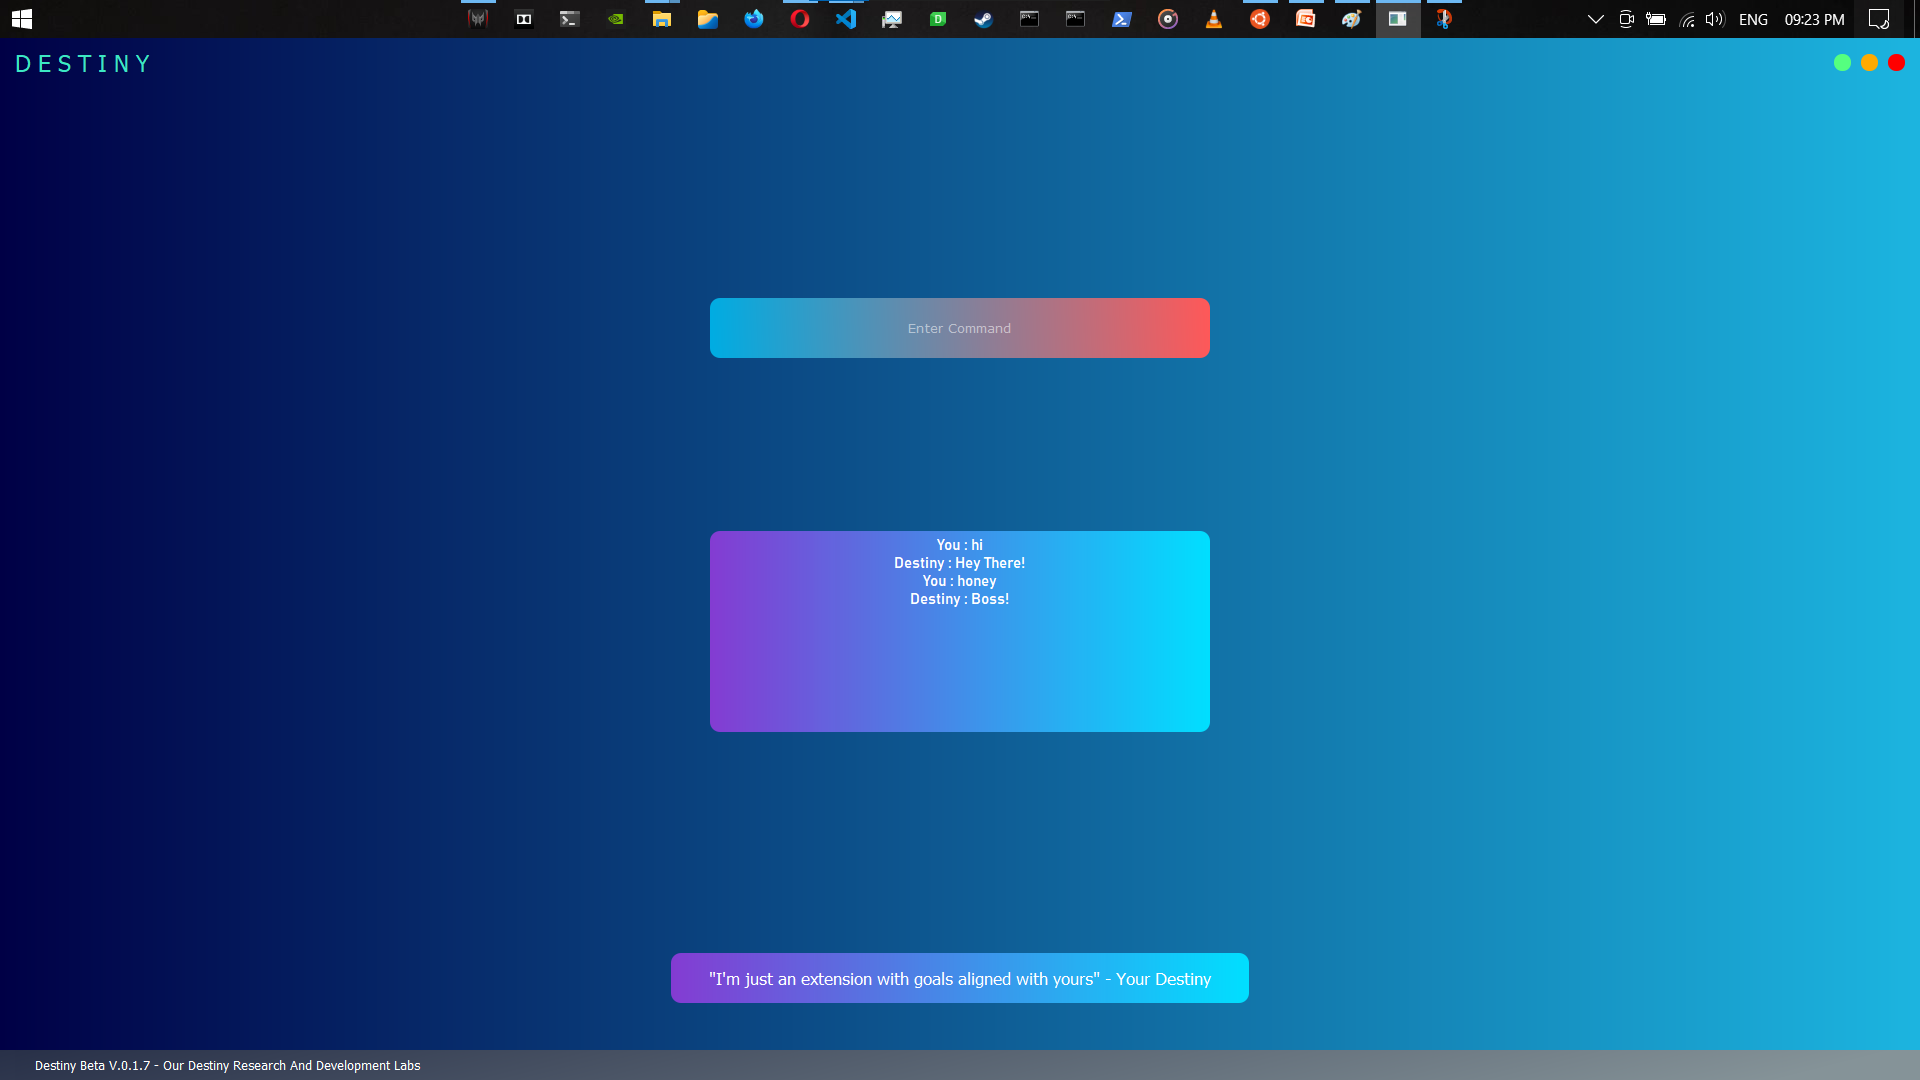 ENG 09:23 PM
DESTINY
Enter Command
You : hi
Destiny : Hey There!
You : honey
Destiny : Boss!
"I'm just an extension with goals aligned with yours" - Your Destiny
Destiny Beta V.0.1.7 - Our Destiny Research And Development Labs